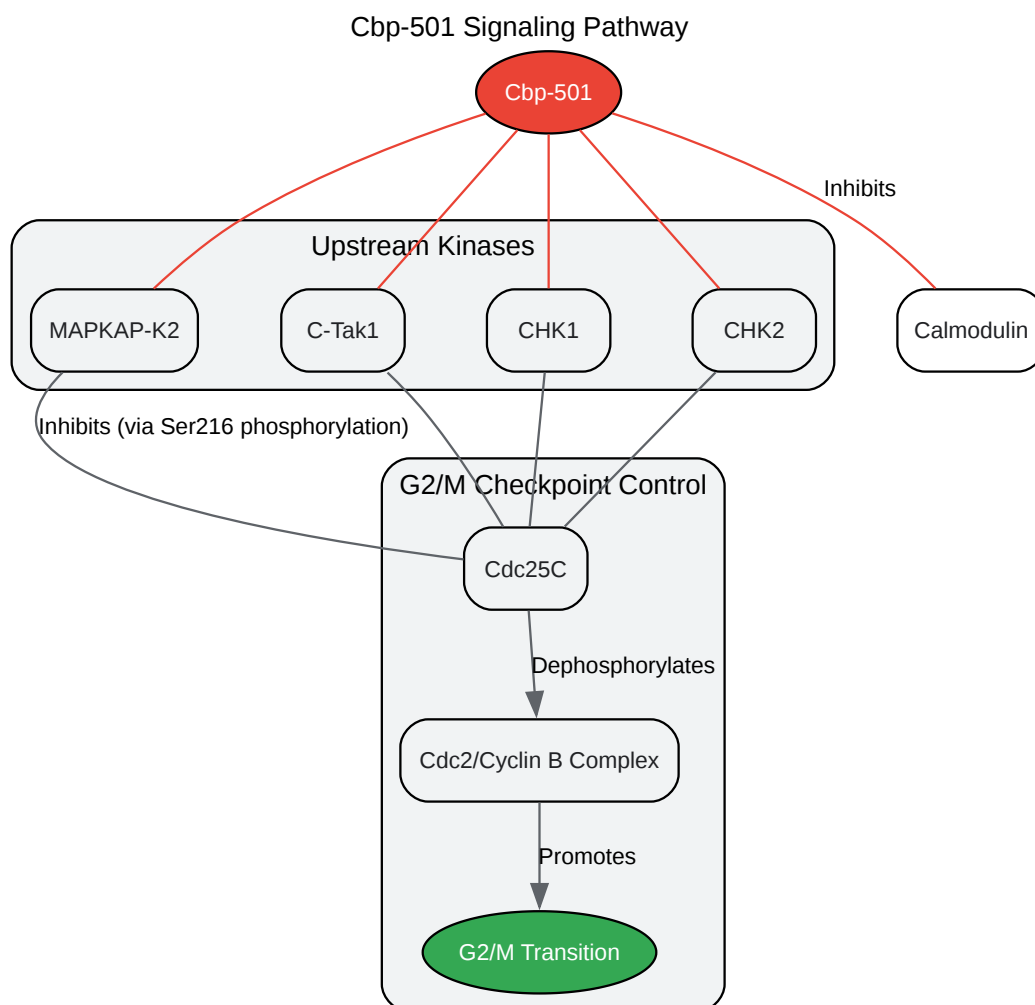 Cbp-501 Signaling Pathway
Cbp-501
Inhibits
Upstream Kinases
MAPKAP-K2
C-Tak1
CHK1
CHK2
Calmodulin
Inhibits (via Ser216 phosphorylation)
G2/M Checkpoint Control
Cdc25C
Dephosphorylates
Cdc2/Cyclin B Complex
Promotes
G2/M Transition